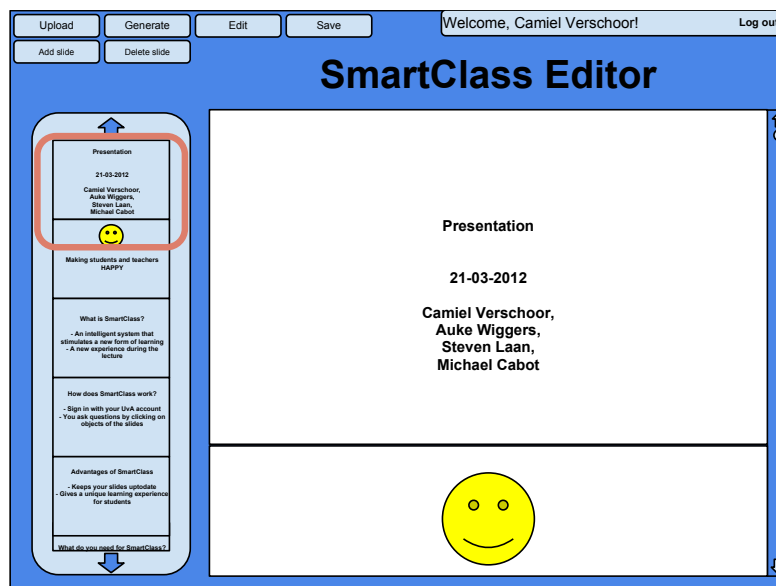 Upload
Generate
Edit
Save
Welcome, Camiel Verschoor!
Log out
Add slide
Delete slide
SmartClass Editor
Presentation
21-03-2012
Camiel Verschoor,
Auke Wiggers,
Steven Laan,
Michael Cabot
Making students and teachers
HAPPY
What is SmartClass?
- An intelligent system that
stimulates a new form of learning
- A new experience during the
lecture
How does SmartClass work?
- Sign in with your UvA account
- You ask questions by clicking on
objects of the slides
Advantages of SmartClass
- Keeps your slides uptodate
- Gives a unique learning experience
for students
What do you need for SmartClass?
Presentation
21-03-2012
Camiel Verschoor,
Auke Wiggers,
Steven Laan,
Michael Cabot